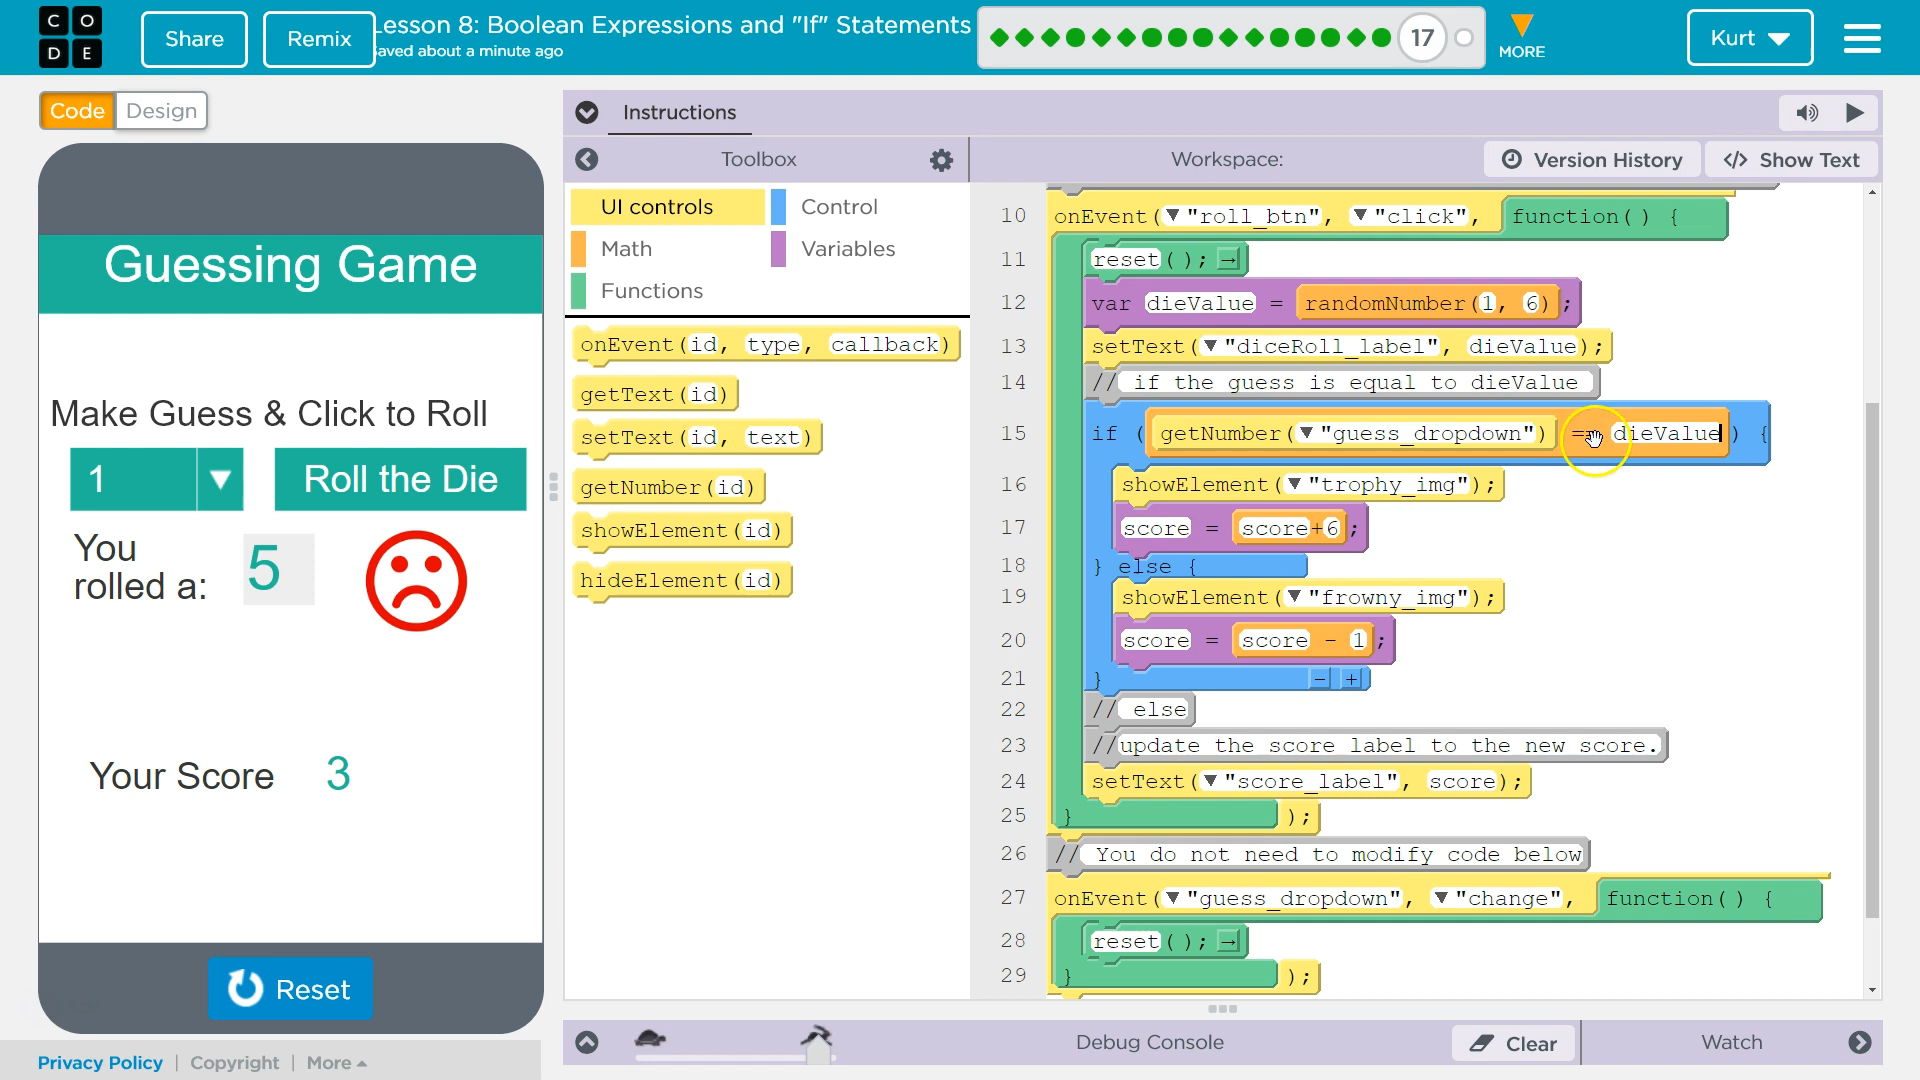 C O
D E
Share
Remix
Lesson 8: Boolean Expressions and "If" Statements
saved about a minute ago
17
MORE
Kurt
Code
Design
Guessing Game
Make Guess & Click to Roll
1
Roll the Die
You
rolled a:
5
Your Score
3
Reset
Privacy Policy | Copyright | More
Instructions
Toolbox
Workspace:
Version History
</> Show Text
UI controls
Control
Math
Variables
Functions
onEvent(id, type, callback)
getText(id)
setText(id, text)
getNumber(id)
showElement(id)
hideElement(id)
10 onEvent("roll_btn", "click", function() {
11 reset();
12 var dieValue = randomNumber(1, 6);
13 setText("diceRoll_label", dieValue);
14 // if the guess is equal to dieValue
15 if (getNumber("guess_dropdown") == dieValue) {
16 showElement("trophy_img");
17 score = score+6;
18 } else {
19 showElement("frowny_img");
20 score = score - 1;
21 } - +
22 // else
23 //update the score label to the new score.
24 setText("score_label", score);
25 } );
26 // You do not need to modify code below
27 onEvent("guess_dropdown", "change", function() {
28 reset();
29 } );
Debug Console
Clear
Watch